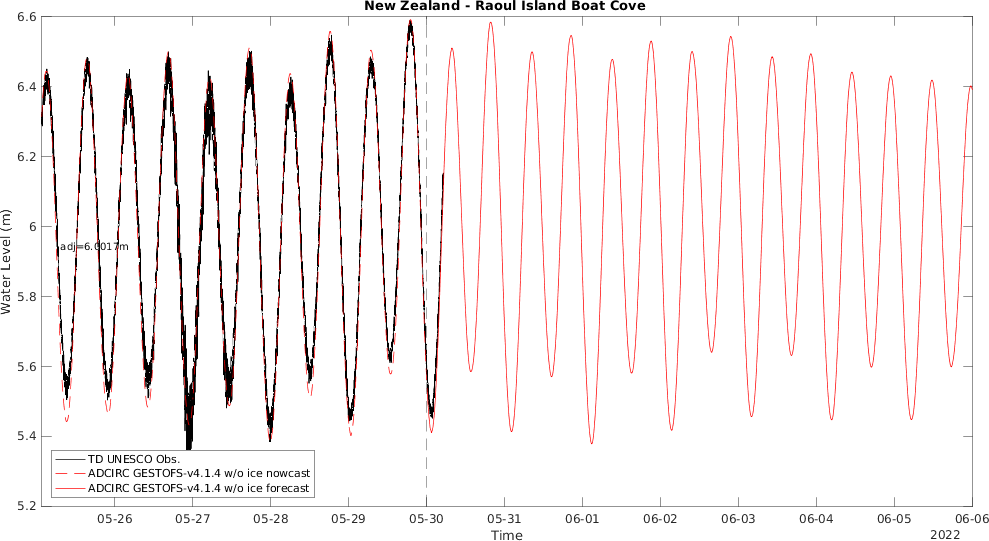 New Zealand - Raoul Island Boat Cove
6.6
6.4
6.2
6
5.8
5.6
5.4
5.2
Water Level (m)
adj=6.0017m
TD UNESCO Obs.
ADCIRC GESTOFS-v4.1.4 w/o ice nowcast
ADCIRC GESTOFS-v4.1.4 w/o ice forecast
05-26 05-27 05-28 05-29 05-30 05-31 06-01 06-02 06-03 06-04 06-05 06-06
Time
2022